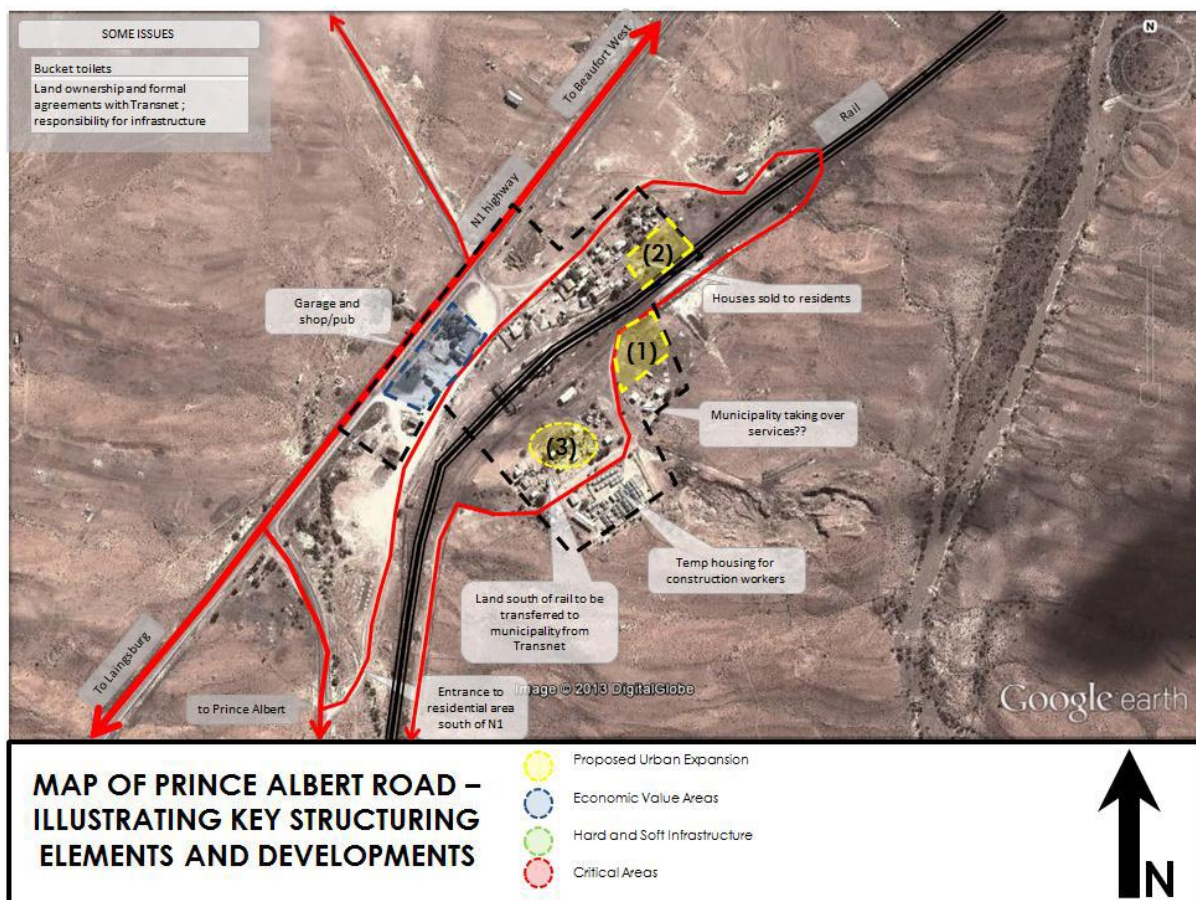 SOME ISSUES
Bucket toilets
Land ownership and formal
agreements with Transnet ;
responsibility for infrastructure
To Beaufort West
N
N1 highway
Rail
(2)
Garage and
shop/pub
Houses sold to residents
(1)
Municipality taking over
services??
(3)
Temp housing for
construction workers
Land south of rail to be
transferred to
municipality from
Transnet
To Laingsburg
to Prince Albert
Entrance to
residential area
south of N1
Image © 2013 DigitalGlobe
Google earth
MAP OF PRINCE ALBERT ROAD –
ILLUSTRATING KEY STRUCTURING
ELEMENTS AND DEVELOPMENTS
Proposed Urban Expansion
Economic Value Areas
Hard and Soft Infrastructure
Critical Areas
N